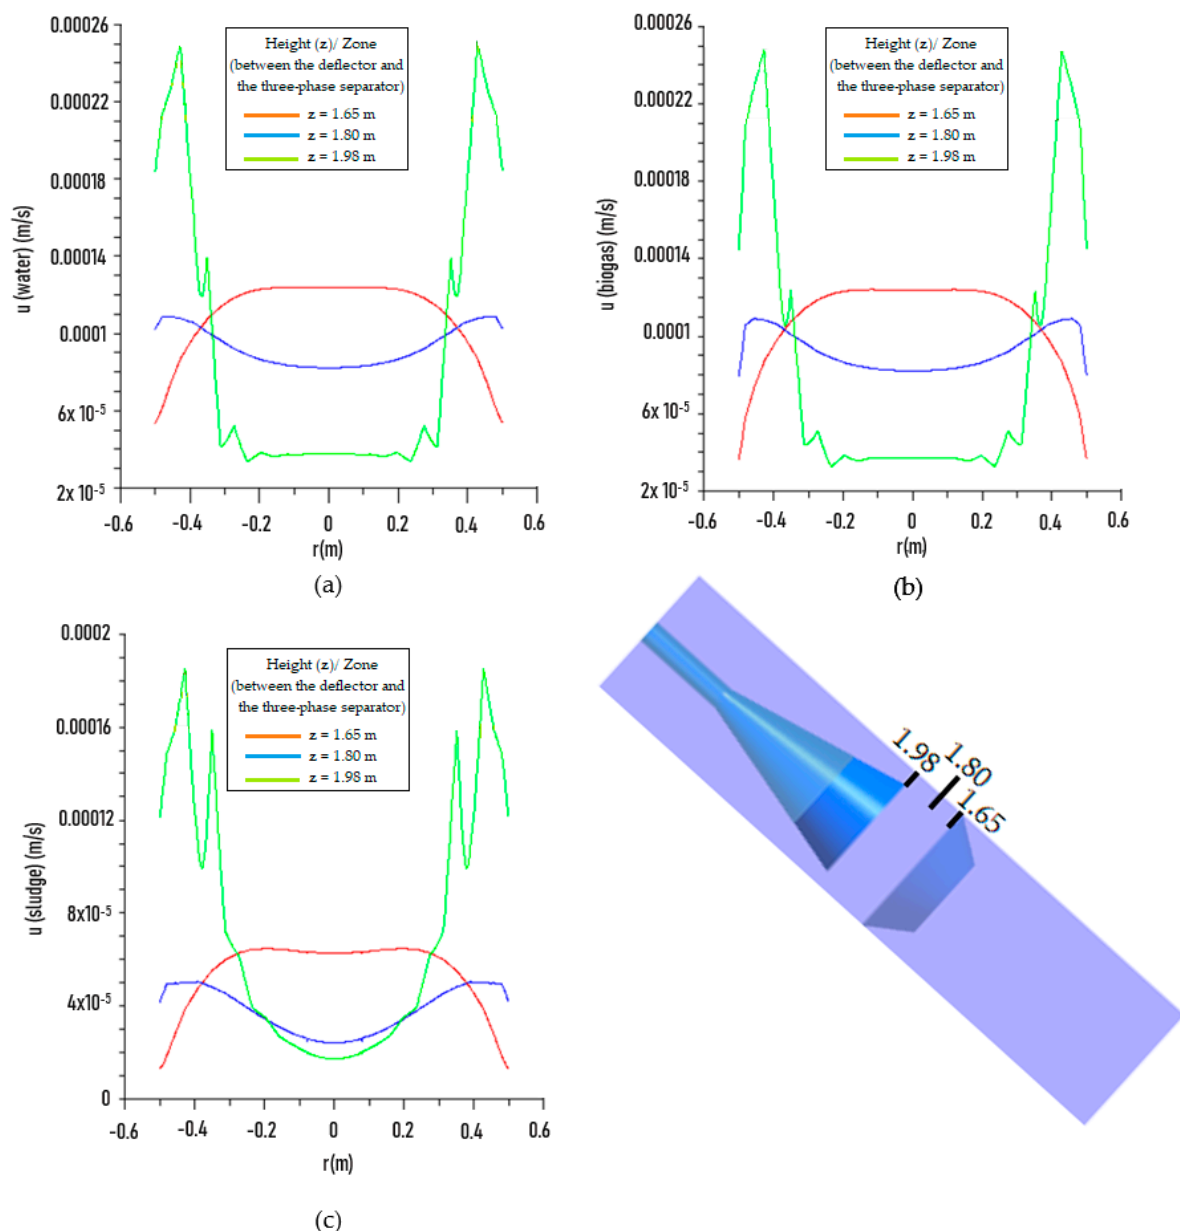 0.00026
0.00022
0.00018
0.00014
0.0001
6x 10⁻⁵
2x 10⁻⁵
u (water) (m/s)
Height (z)/ Zone
(between the deflector and
the three-phase separator)
z = 1.65 m
z = 1.80 m
z = 1.98 m
-0.6 -0.4 -0.2 0 0.2 0.4 0.6
r(m)
(a)
0.00026
0.00022
0.00018
0.00014
0.0001
6x 10⁻⁵
2x 10⁻⁵
u (biogas) (m/s)
Height (z)/ Zone
(between the deflector and
the three-phase separator)
z = 1.65 m
z = 1.80 m
z = 1.98 m
-0.6 -0.4 -0.2 0 0.2 0.4 0.6
r(m)
(b)
0.0002
0.00016
0.00012
8x10⁻⁵
4x10⁻⁵
0
u (sludge) (m/s)
Height (z)/ Zone
(between the deflector and
the three-phase separator)
z = 1.65 m
z = 1.80 m
z = 1.98 m
-0.6 -0.4 -0.2 0 0.2 0.4 0.6
r(m)
(c)
1.98
1.80
1.65